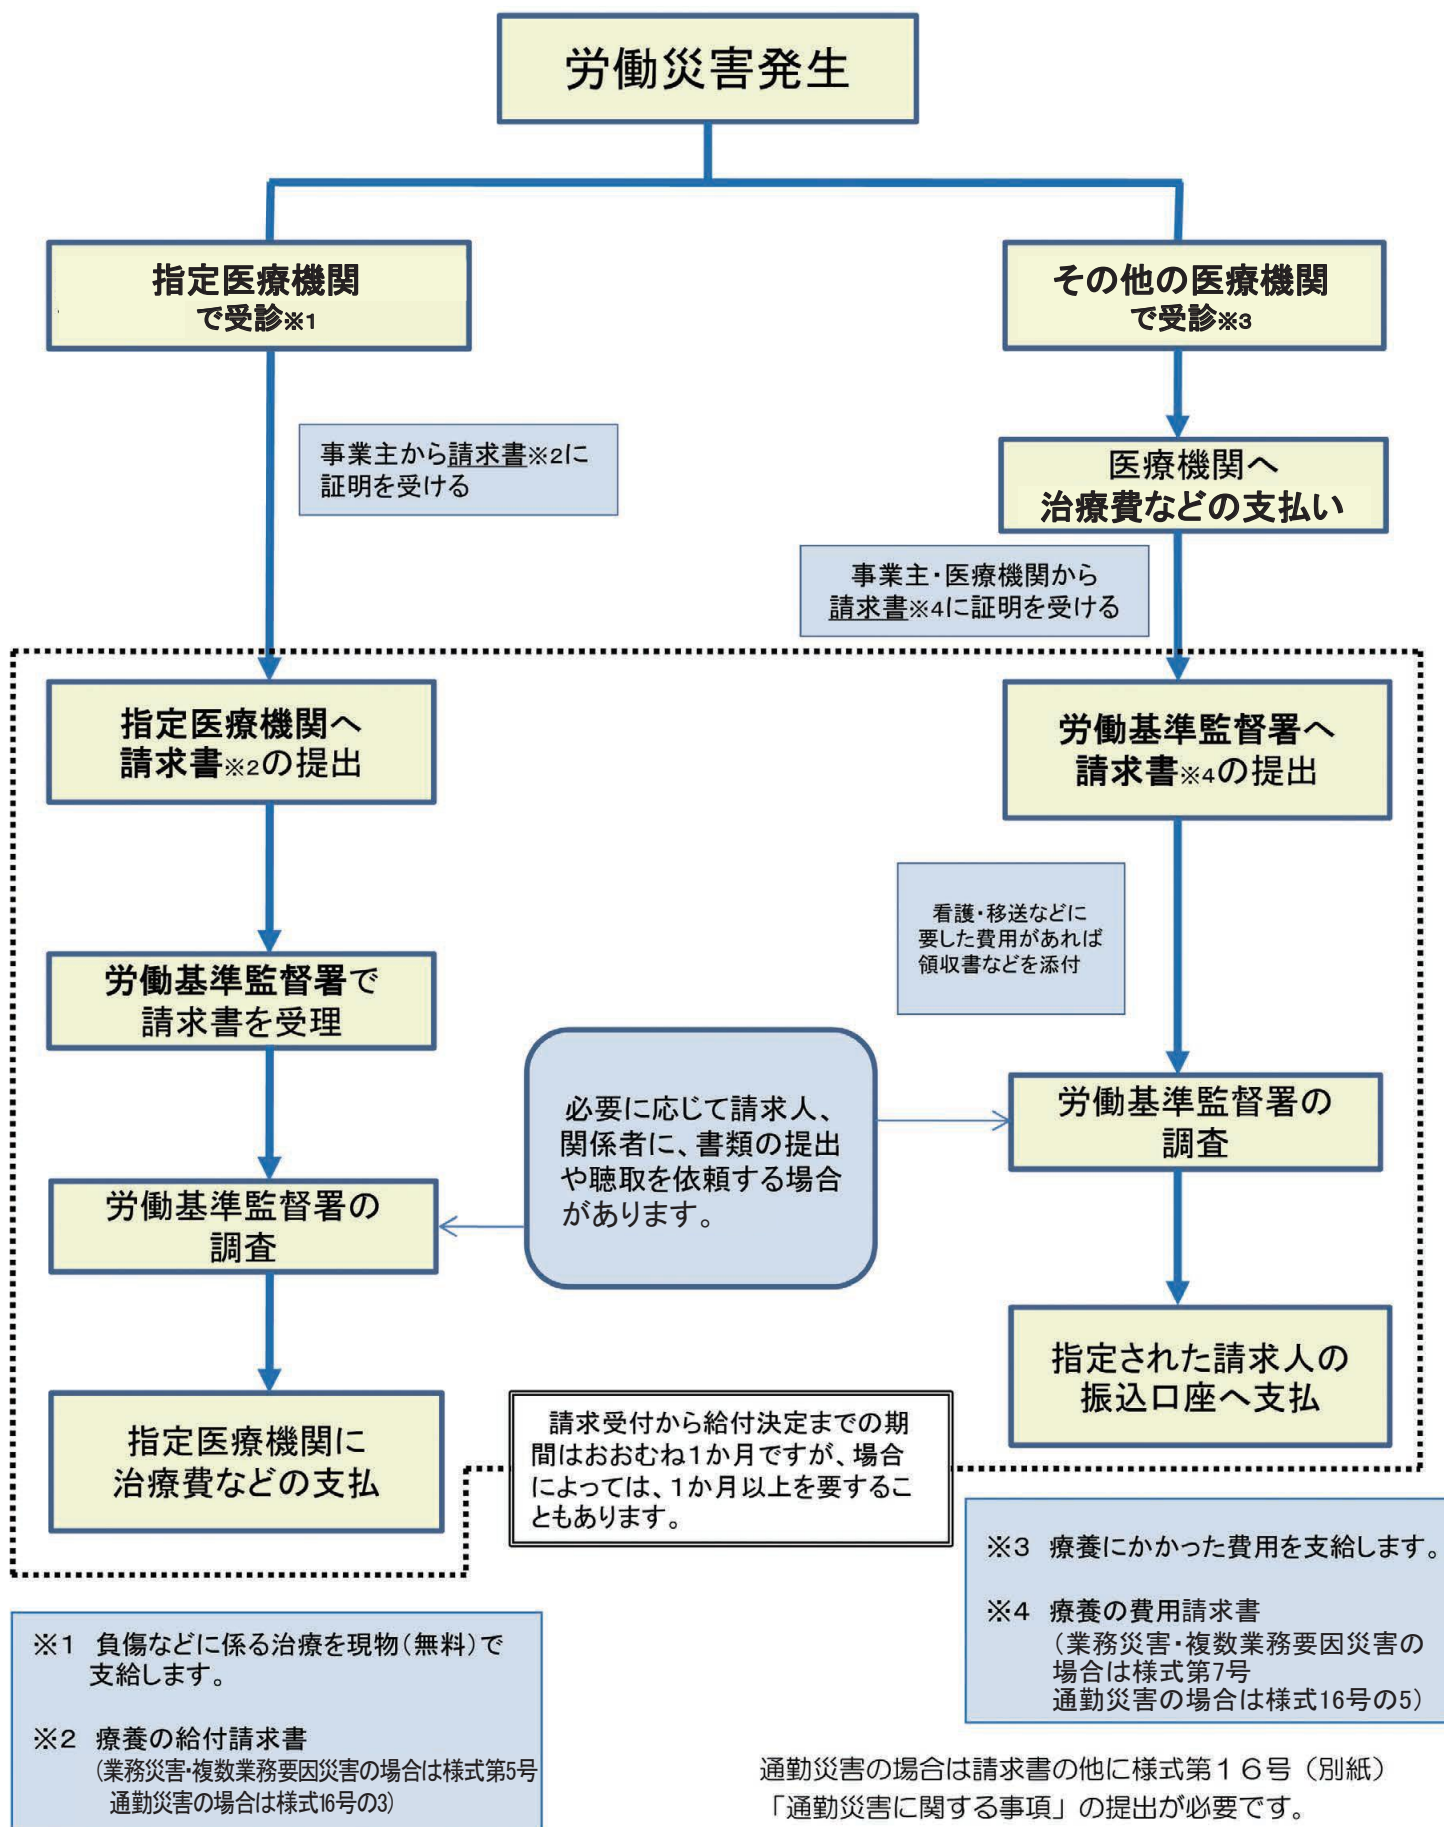 労働災害発生
指定医療機関
で受診※1
その他の医療機関
で受診※3
事業主から請求書※2に
証明を受ける
医療機関へ
治療費などの支払い
事業主・医療機関から
請求書※4に証明を受ける
指定医療機関へ
請求書※2の提出
労働基準監督署へ
請求書※4の提出
看護・移送などに
要した費用があれば
領収書などを添付
労働基準監督署で
請求書を受理
必要に応じて請求人、
関係者に、書類の提出
や聴取を依頼する場合
があります。
労働基準監督署の
調査
労働基準監督署の
調査
指定された請求人の
振込口座へ支払
指定医療機関に
治療費などの支払
請求受付から給付決定までの期
間はおおむね1か月ですが、場合
によっては、1か月以上を要するこ
ともあります。
※3 療養にかかった費用を支給します。
※4 療養の費用請求書
（業務災害・複数業務要因災害の
場合は様式第7号
通勤災害の場合は様式16号の5）
※1 負傷などに係る治療を現物（無料）で
支給します。
※2 療養の給付請求書
（業務災害・複数業務要因災害の場合は様式第5号
通勤災害の場合は様式16号の3）
通勤災害の場合は請求書の他に様式第１６号（別紙）
「通勤災害に関する事項」の提出が必要です。